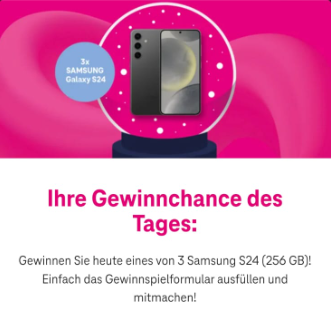 3x
SAMSUNG
Galaxy S24
Ihre Gewinnchance des
Tages:
Gewinnen Sie heute eines von 3 Samsung S24 (256 GB)!
Einfach das Gewinnspielformular ausfüllen und
mitmachen!